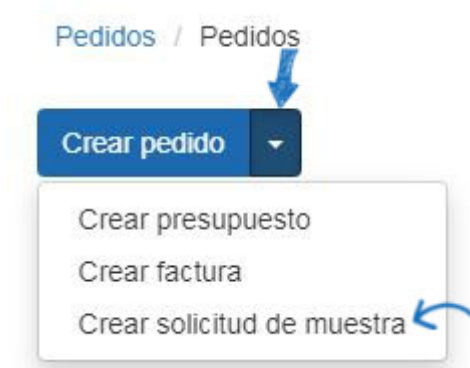 Pedidos / Pedidos
Crear pedido
Crear presupuesto
Crear factura
Crear solicitud de muestra